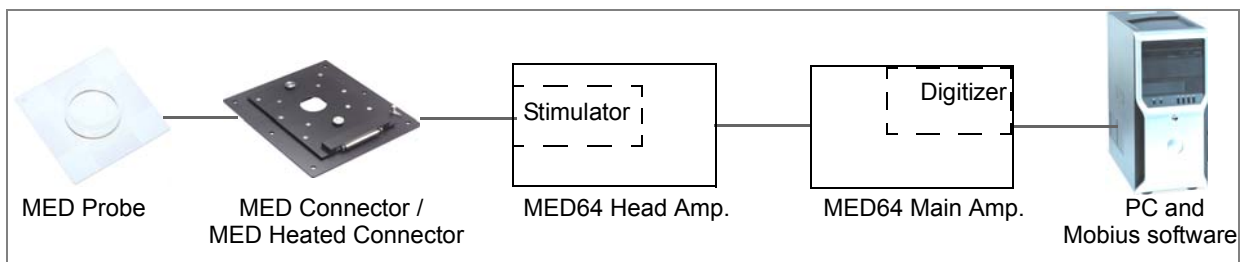 Stimulator
Digitizer
MED Probe
MED Connector /
MED Heated Connector
MED64 Head Amp.
MED64 Main Amp.
PC and
Mobius software